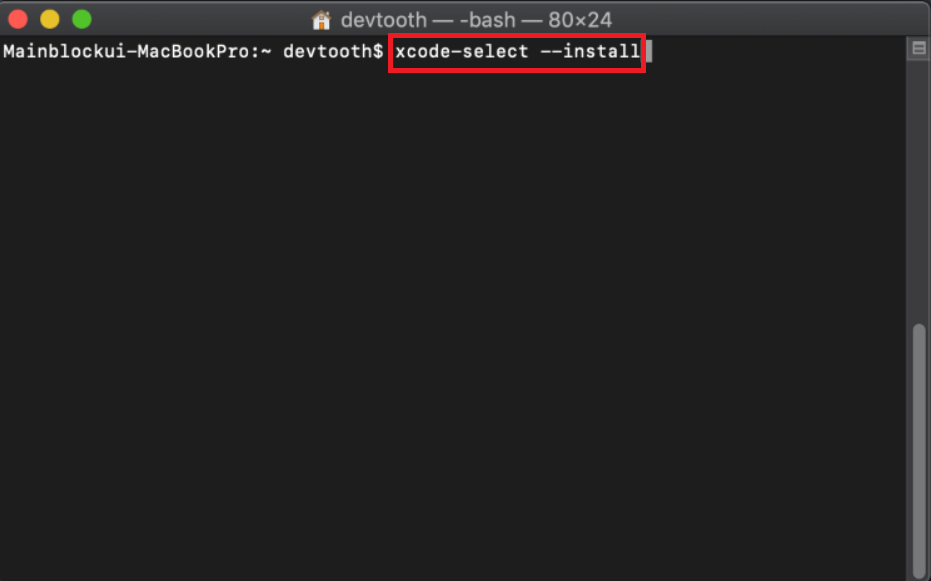 devtooth — -bash — 80×24
Mainblockui-MacBookPro:~ devtooth$ xcode-select --install